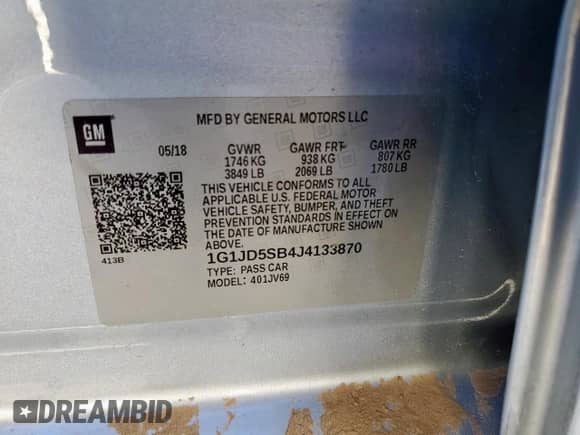 GM
MFD BY GENERAL MOTORS LLC
05/18 GVWR GAWR FRT GAWR RR
1746 KG 938 KG 807 KG
3849 LB 2069 LB 1780 LB
THIS VEHICLE CONFORMS TO ALL
APPLICABLE U.S. FEDERAL MOTOR
VEHICLE SAFETY, BUMPER, AND THEFT
PREVENTION STANDARDS IN EFFECT ON
THE DATE OF MANUFACTURE SHOWN ABOVE.
413B
1G1JD5SB4J4133870
TYPE: PASS CAR
MODEL: 401JV69
DREAMBID